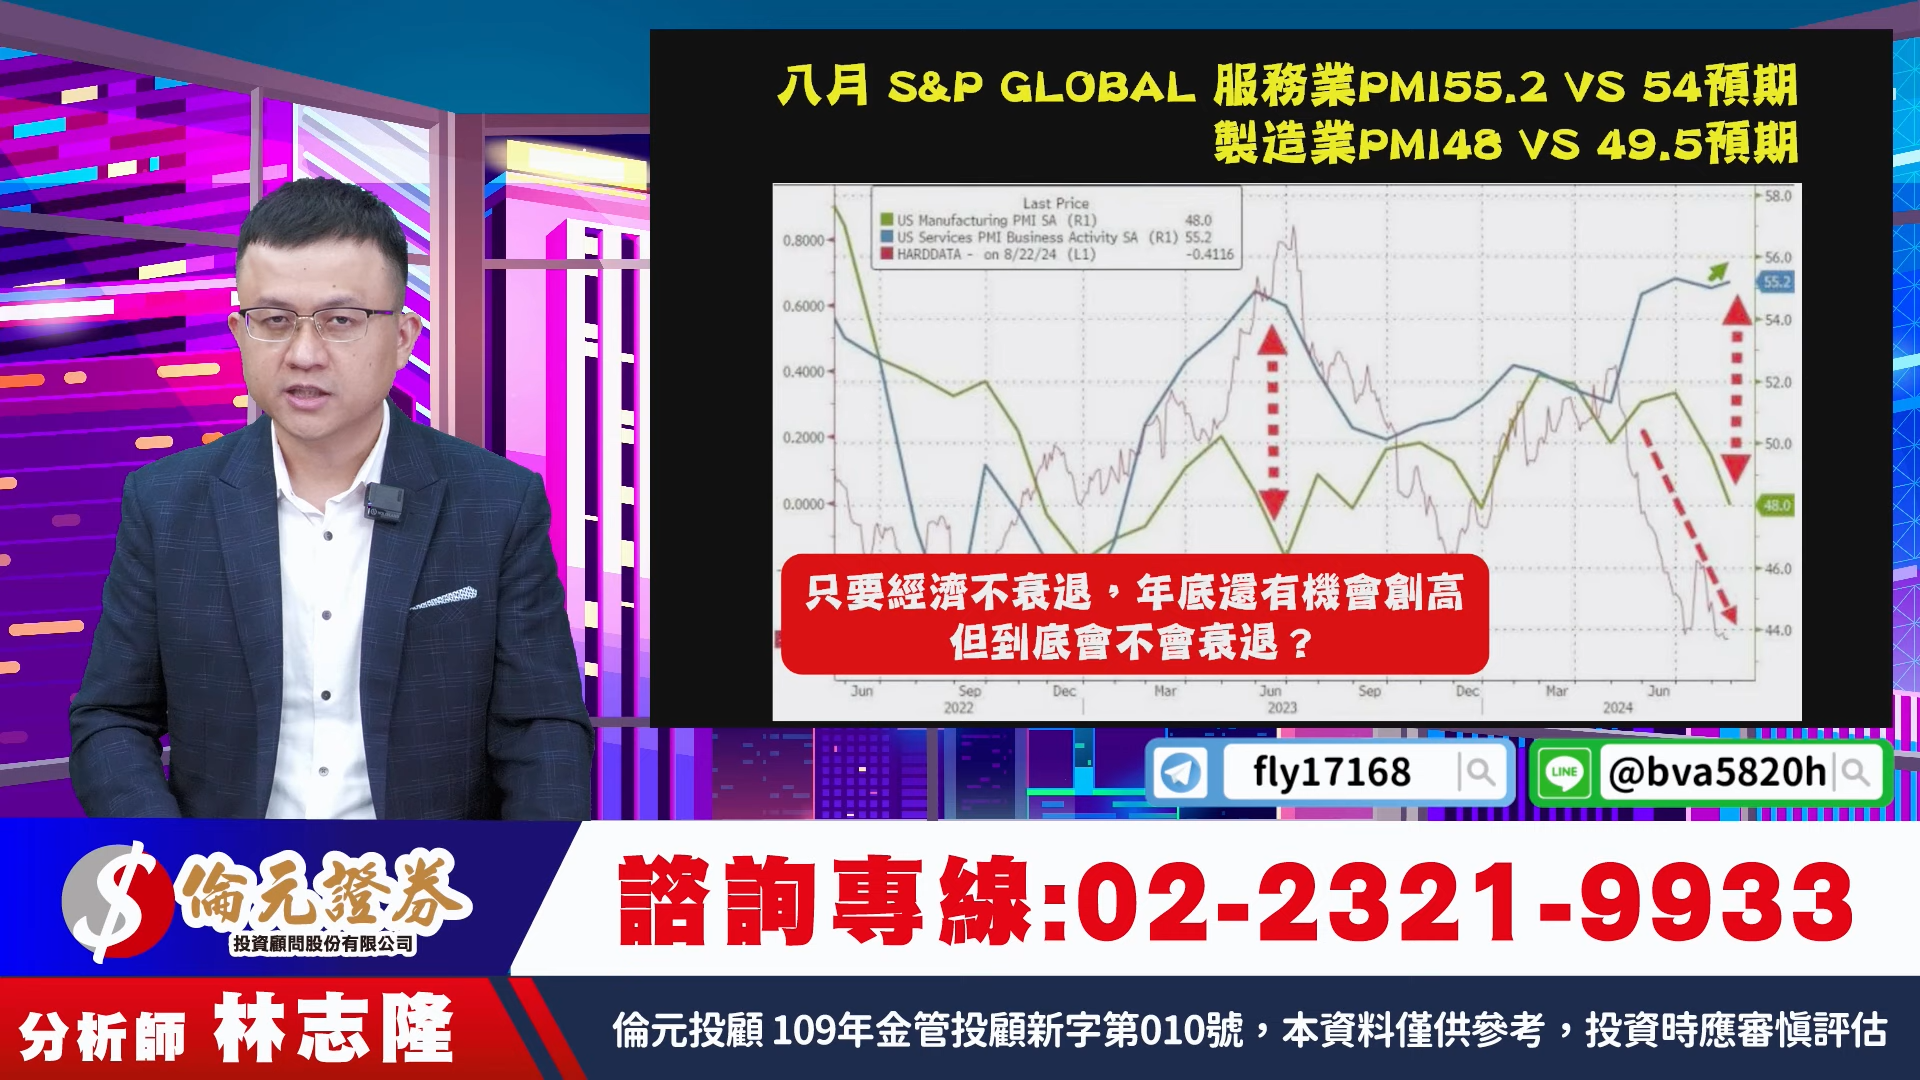 八月 S&P GLOBAL 服務業PMI55.2 VS 54預期
製造業PMI48 VS 49.5預期
Last Price
US Manufacturing PMI SA (R1) 48.0
US Services PMI Business Activity SA (R1) 55.2
HARDDATA - on 8/22/24 (L1) -0.4116
0.8000
0.6000
0.4000
0.2000
0.0000
58.0
56.0
55.2
54.0
52.0
50.0
48.0
46.0
44.0
只要經濟不衰退，年底還有機會創高
但到底會不會衰退？
Jun Sep Dec Mar Jun Sep Dec Mar Jun
2022 2023 2024
fly17168
LINE @bva5820h
倫元證券
投資顧問股份有限公司
諮詢專線:02-2321-9933
分析師 林志隆
倫元投顧 109年金管投顧新字第010號，本資料僅供參考，投資時應審慎評估